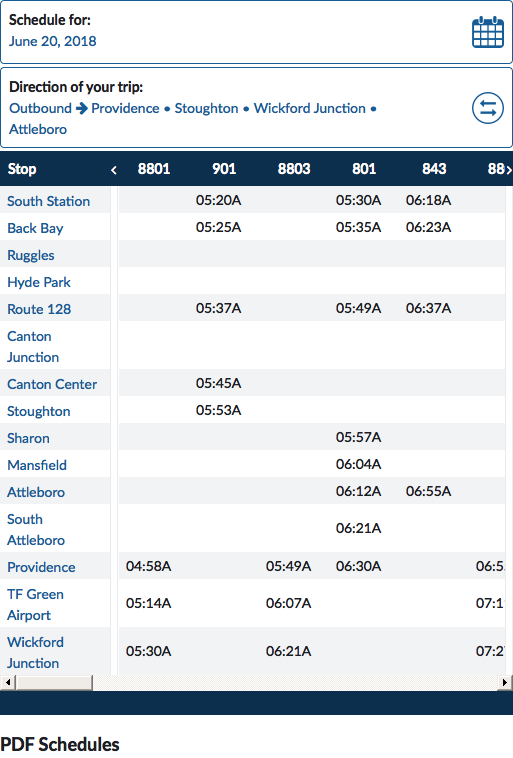 Schedule for:
June 20, 2018
Direction of your trip:
Outbound → Providence • Stoughton • Wickford Junction •
Attleboro
Stop < 8801 901 8803 801 843 88>
South Station 05:20A 05:30A 06:18A
Back Bay 05:25A 05:35A 06:23A
Ruggles
Hyde Park
Route 128 05:37A 05:49A 06:37A
Canton
Junction
Canton Center 05:45A
Stoughton 05:53A
Sharon 05:57A
Mansfield 06:04A
Attleboro 06:12A 06:55A
South
Attleboro 06:21A
Providence 04:58A 05:49A 06:30A 06:5
TF Green
Airport 05:14A 06:07A 07:1
Wickford
Junction 05:30A 06:21A 07:2
PDF Schedules